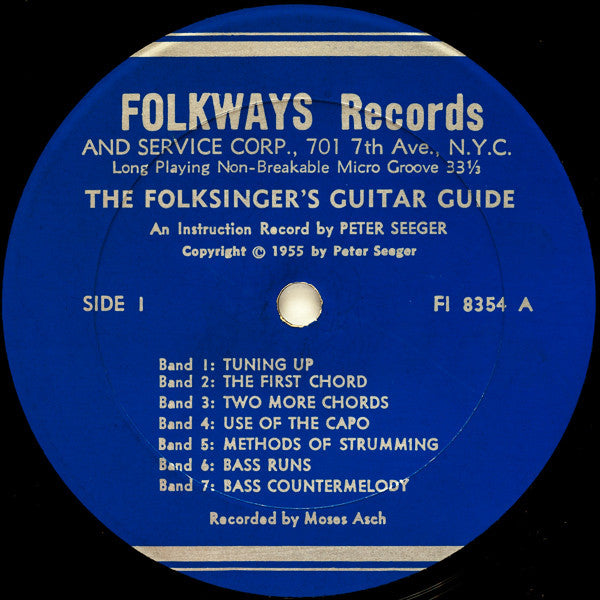 FOLKWAYS Records
AND SERVICE CORP., 701 7th Ave., N.Y.C.
Long Playing Non-Breakable Micro Groove 33⅓
THE FOLKSINGER'S GUITAR GUIDE
An Instruction Record by PETER SEEGER
Copyright © 1955 by Peter Seeger
SIDE 1
FI 8354 A
Band 1: TUNING UP
Band 2: THE FIRST CHORD
Band 3: TWO MORE CHORDS
Band 4: USE OF THE CAPO
Band 5: METHODS OF STRUMMING
Band 6: BASS RUNS
Band 7: BASS COUNTERMELODY
Recorded by Moses Asch